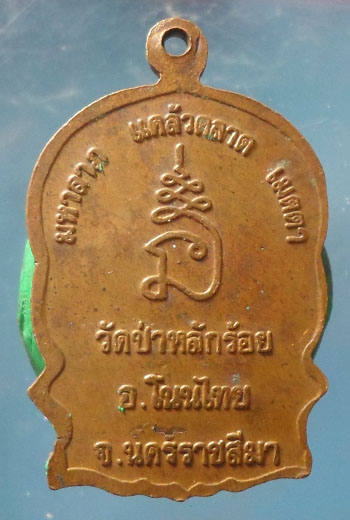 มหาลาภ แคล้วคลาด เมตตา
วัดป่าหลักร้อย
อ.โนนไทย
จ.นครราชสีมา